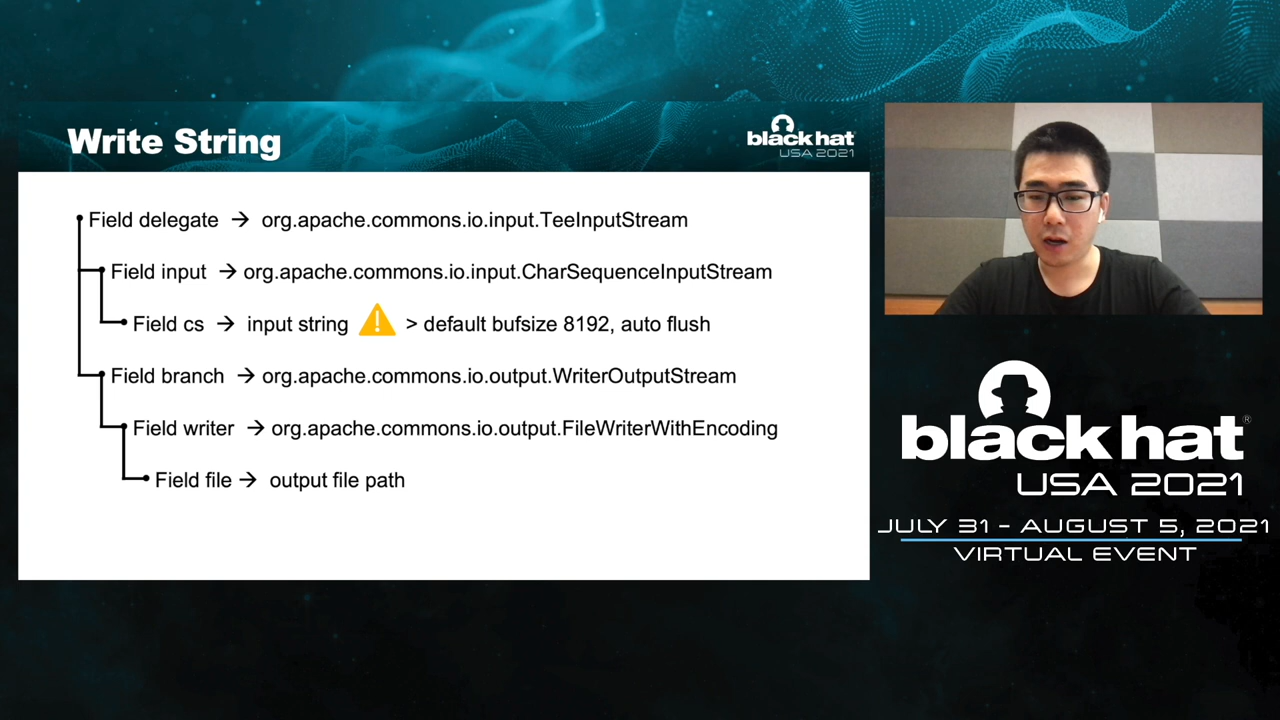 Write String
black hat
USA 2021
Field delegate → org.apache.commons.io.input.TeeInputStream
Field input → org.apache.commons.io.input.CharSequenceInputStream
Field cs → input string > default bufsize 8192, auto flush
Field branch → org.apache.commons.io.output.WriterOutputStream
Field writer → org.apache.commons.io.output.FileWriterWithEncoding
Field file → output file path
black hat®
USA 2021
JULY 31 – AUGUST 5, 2021
VIRTUAL EVENT